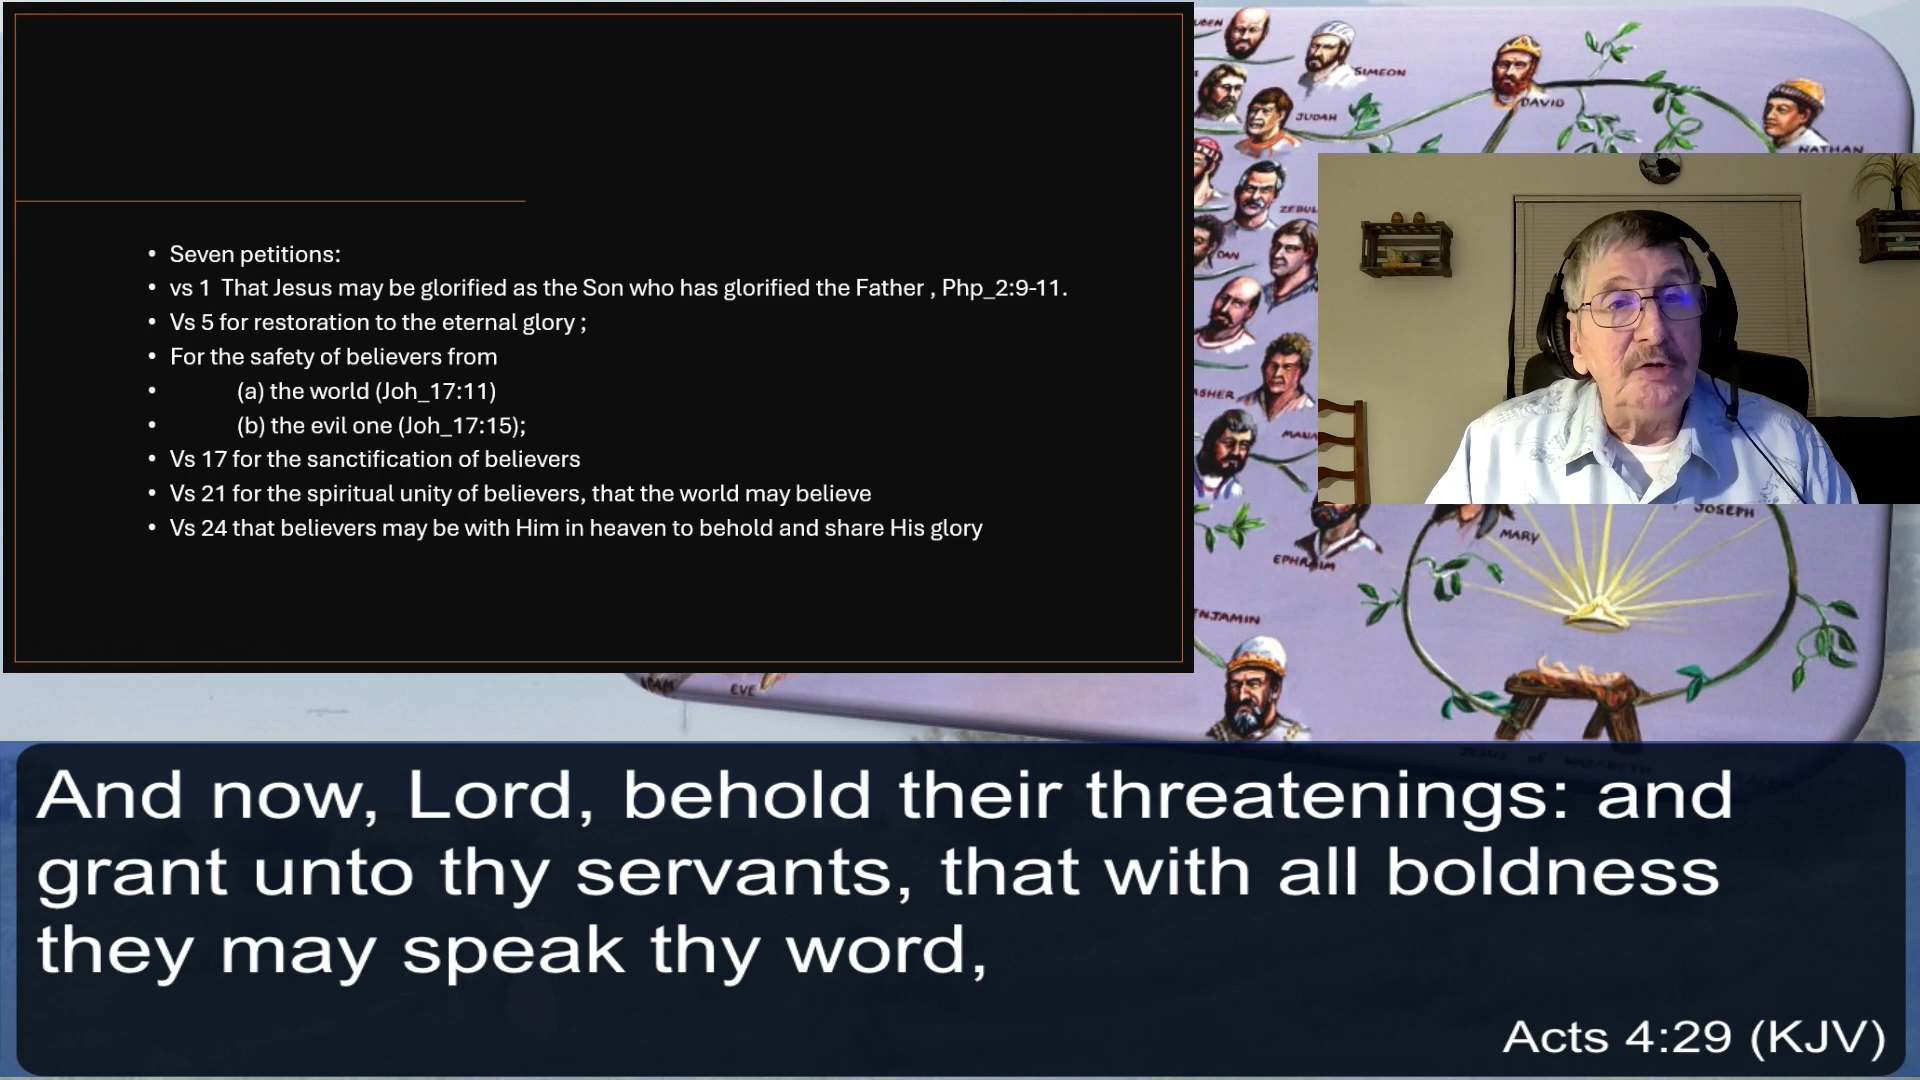 • Seven petitions:
• vs 1  That Jesus may be glorified as the Son who has glorified the Father , Php_2:9-11.
• Vs 5 for restoration to the eternal glory ;
• For the safety of believers from
• (a) the world (Joh_17:11)
• (b) the evil one (Joh_17:15);
• Vs 17 for the sanctification of believers
• Vs 21 for the spiritual unity of believers, that the world may believe
• Vs 24 that believers may be with Him in heaven to behold and share His glory
SIMEON
DAVID
JUDAH
NATHAN
DAN
JOSEPH
MARY
EPHRAIM
EVE
And now, Lord, behold their threatenings: and
grant unto thy servants, that with all boldness
they may speak thy word,
Acts 4:29 (KJV)